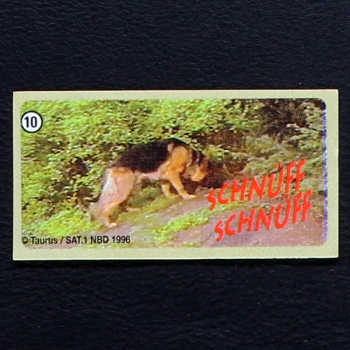 10
SCHNÜFF
SCHNÜFF
© Taurus / SAT.1 NBD 1996